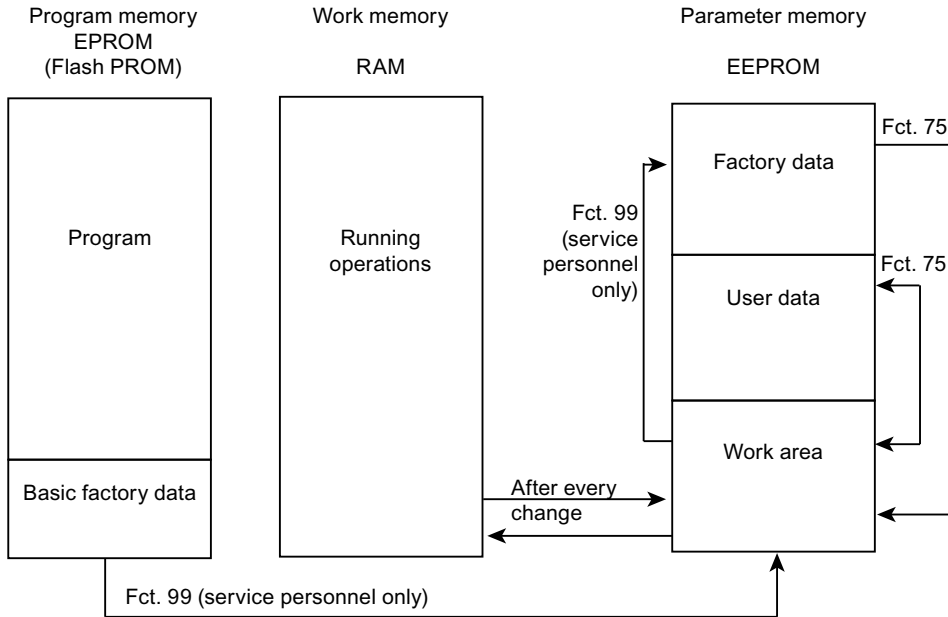 Program memory
EPROM
(Flash PROM)
Work memory
RAM
Parameter memory
EEPROM
Program
Basic factory data
Running
operations
Factory data
User data
Work area
Fct. 75
Fct. 75
Fct. 99
(service
personnel
only)
After every
change
Fct. 99 (service personnel only)